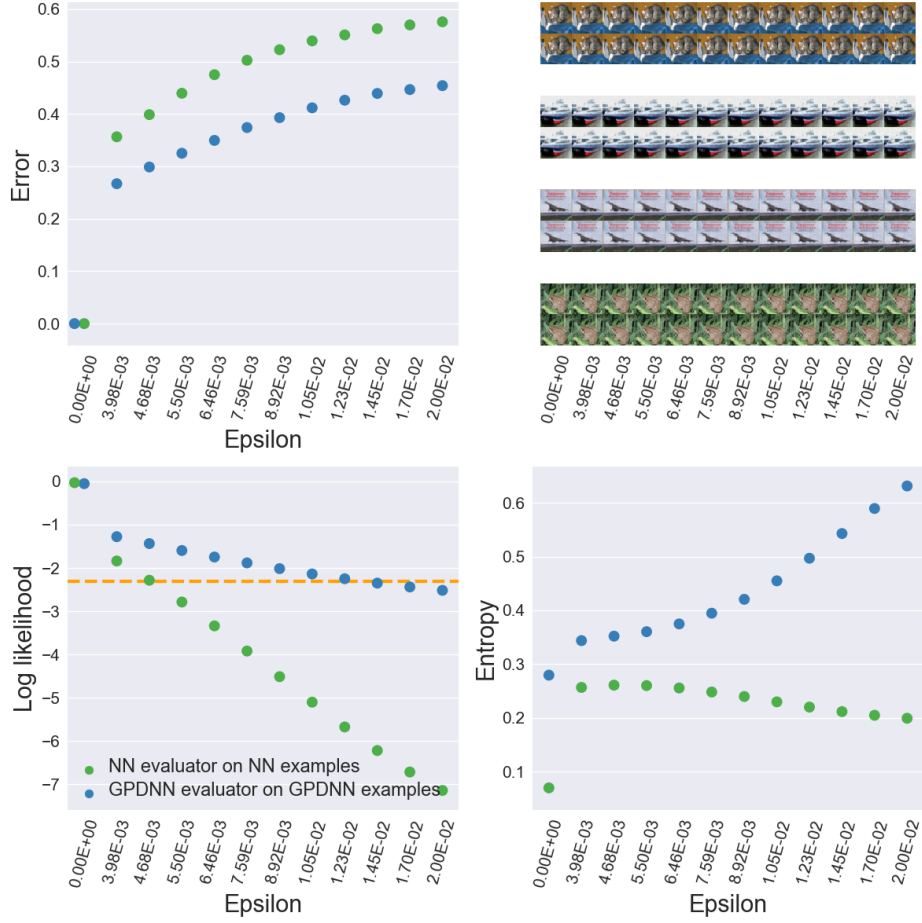 0.6
0.5
0.4
0.3
0.2
0.1
0.0
Error
0.00E+00
3.98E-03
4.68E-03
5.50E-03
6.46E-03
7.59E-03
8.92E-03
1.05E-02
1.23E-02
1.45E-02
1.70E-02
2.00E-02
Epsilon
0.00E+00
3.98E-03
4.68E-03
5.50E-03
6.46E-03
7.59E-03
8.92E-03
1.05E-02
1.23E-02
1.45E-02
1.70E-02
2.00E-02
0
−1
−2
−3
−4
−5
−6
−7
Log likelihood
NN evaluator on NN examples
GPDNN evaluator on GPDNN examples
0.00E+00
3.98E-03
4.68E-03
5.50E-03
6.46E-03
7.59E-03
8.92E-03
1.05E-02
1.23E-02
1.45E-02
1.70E-02
2.00E-02
Epsilon
0.6
0.5
0.4
0.3
0.2
0.1
Entropy
0.00E+00
3.98E-03
4.68E-03
5.50E-03
6.46E-03
7.59E-03
8.92E-03
1.05E-02
1.23E-02
1.45E-02
1.70E-02
2.00E-02
Epsilon